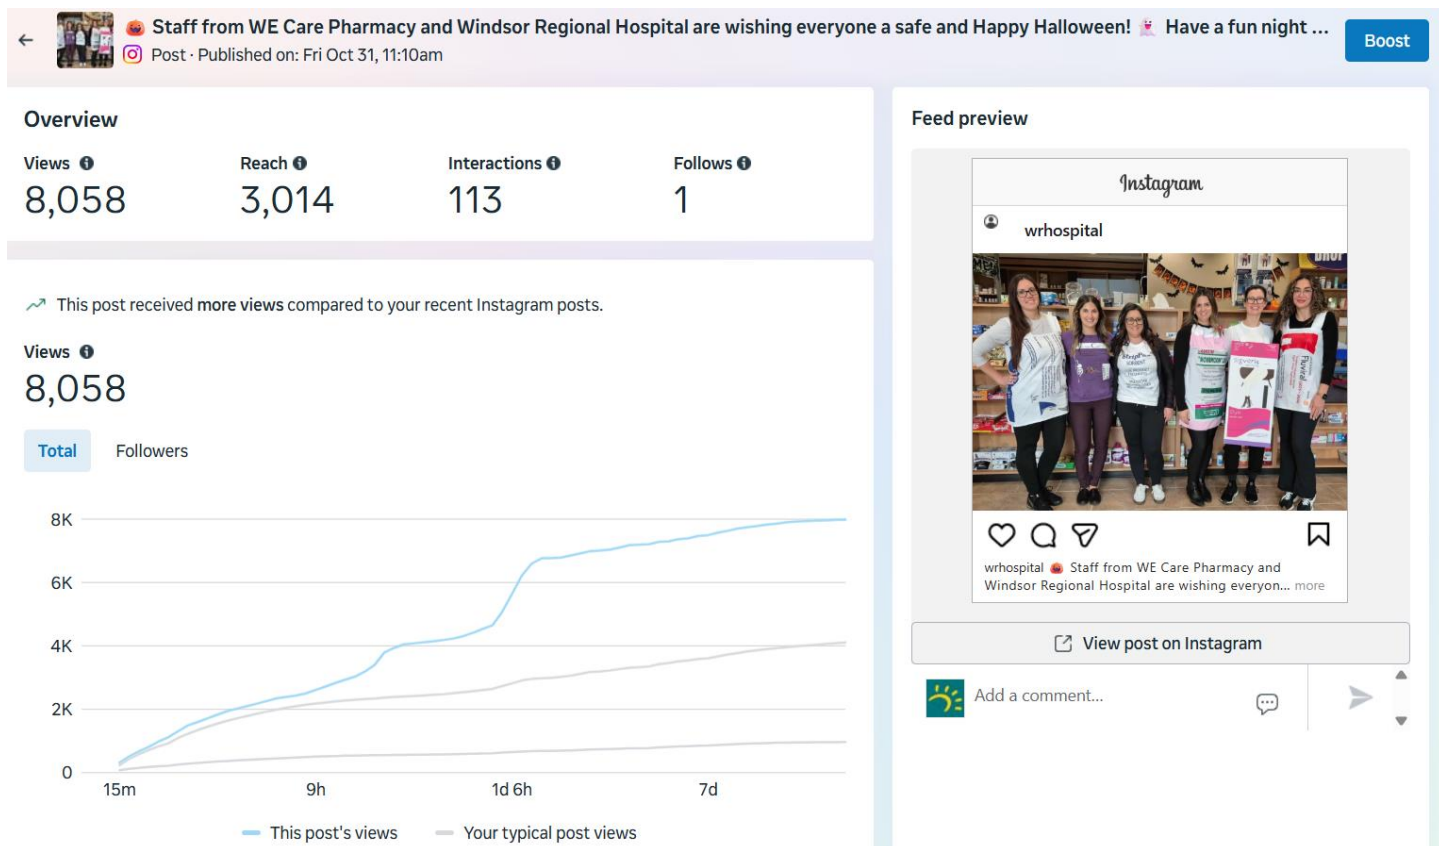 🎃 Staff from WE Care Pharmacy and Windsor Regional Hospital are wishing everyone a safe and Happy Halloween! 👻 Have a fun night ...
Post · Published on: Fri Oct 31, 11:10am
Boost
Overview
Views
8,058
Reach
3,014
Interactions
113
Follows
1
This post received more views compared to your recent Instagram posts.
Views
8,058
Total
Followers
8K
6K
4K
2K
0
15m
9h
1d 6h
7d
This post's views
Your typical post views
Feed preview
Instagram
wrhospital
Fluviral
wrhospital 🎃 Staff from WE Care Pharmacy and
Windsor Regional Hospital are wishing everyon... more
View post on Instagram
Add a comment...